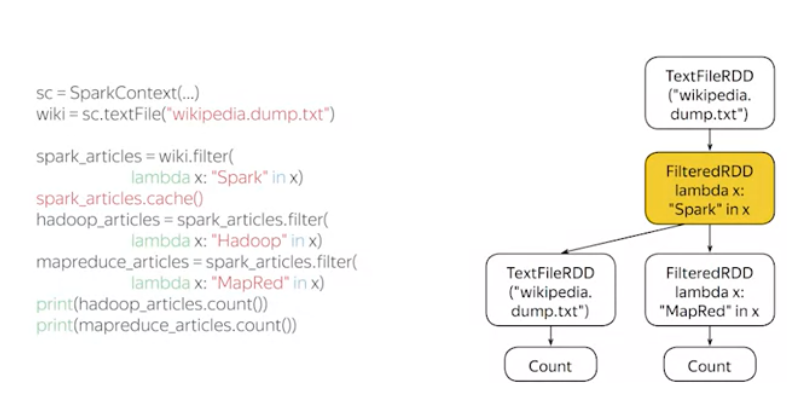 sc = SparkContext(...)
wiki = sc.textFile("wikipedia.dump.txt")
spark_articles = wiki.filter(
lambda x: "Spark" in x)
spark_articles.cache()
hadoop_articles = spark_articles.filter(
lambda x: "Hadoop" in x)
mapreduce_articles = spark_articles.filter(
lambda x: "MapRed" in x)
print(hadoop_articles.count())
print(mapreduce_articles.count())
TextFileRDD
("wikipedia.
dump.txt")
FilteredRDD
lambda x:
"Spark" in x
TextFileRDD
("wikipedia.
dump.txt")
FilteredRDD
lambda x:
"MapRed" in x
Count
Count